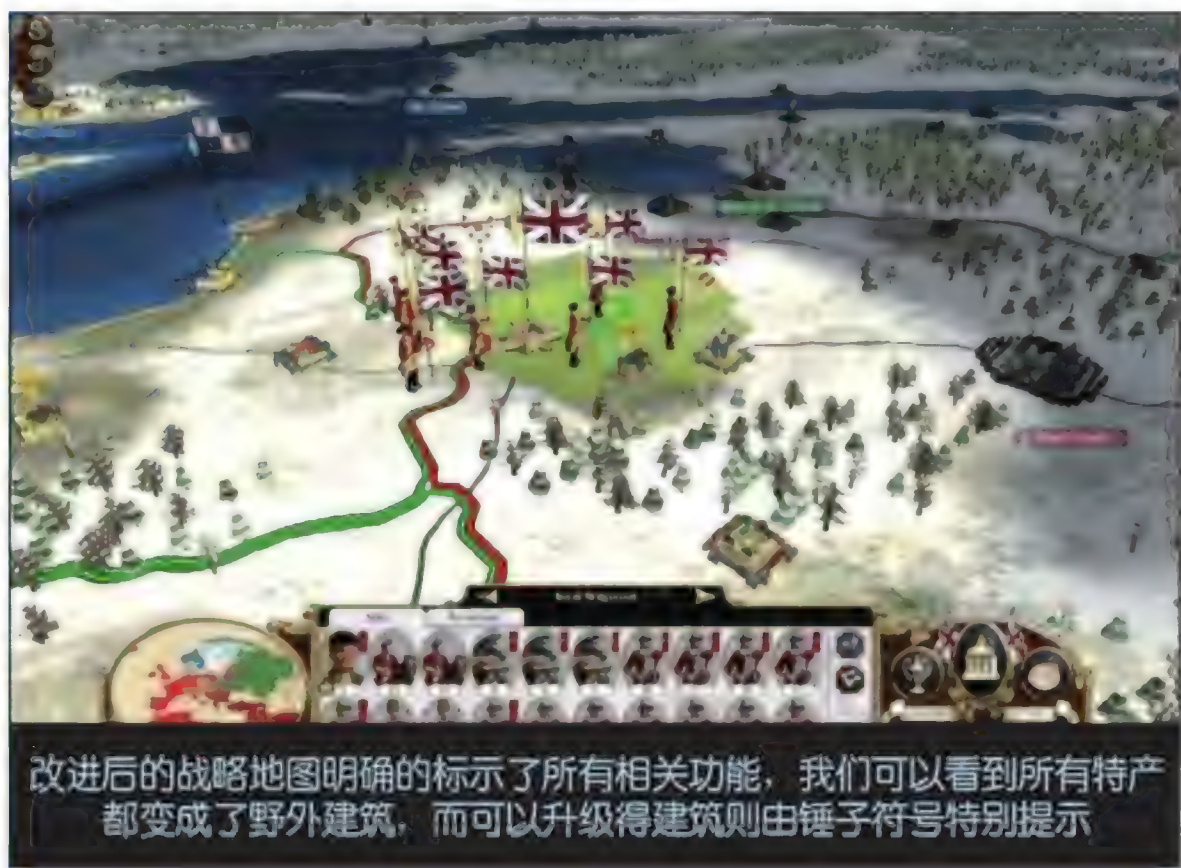 改进后的战略地图明确的标示了所有相关功能，我们可以看到所有特产
都变成了野外建筑，而可以升级得建筑则由锤子符号特别提示